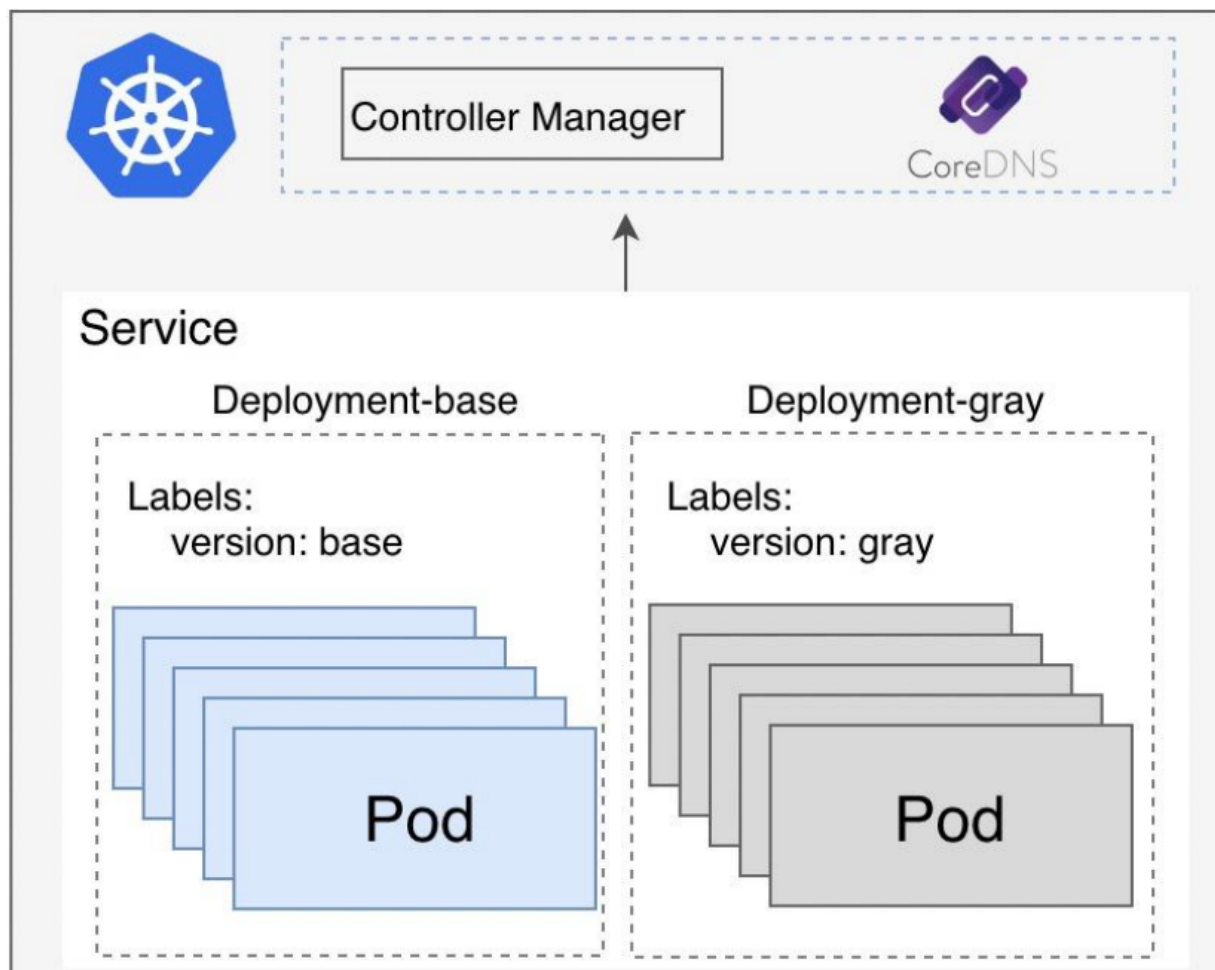 Controller Manager
CoreDNS
Service
Deployment-base
Deployment-gray
Labels:
version: base
Labels:
version: gray
Pod
Pod